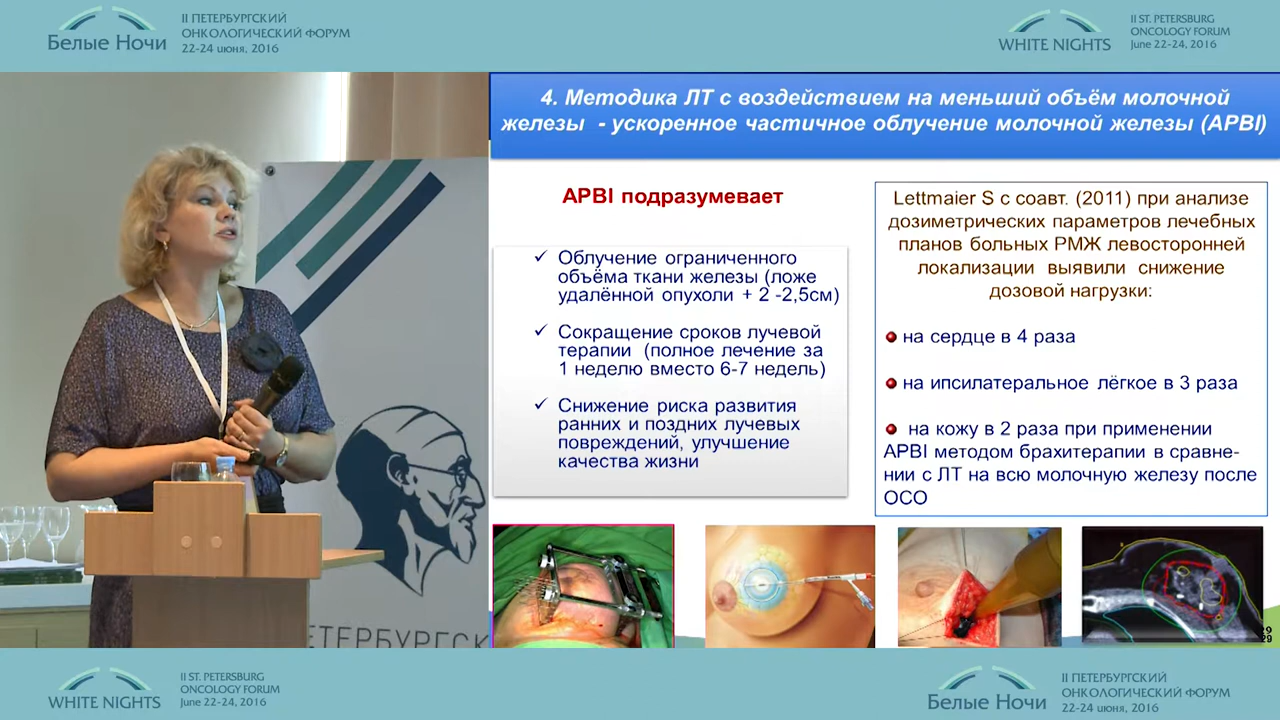 Белые Ночи
II ПЕТЕРБУРГСКИЙ
ОНКОЛОГИЧЕСКИЙ ФОРУМ
22-24 июня, 2016
WHITE NIGHTS
II ST. PETERSBURG
ONCOLOGY FORUM
June 22-24, 2016
4. Методика ЛТ с воздействием на меньший объём молочной
железы - ускоренное частичное облучение молочной железы (APBI)
APBI подразумевает
✓ Облучение ограниченного
объёма ткани железы (ложе
удалённой опухоли + 2 -2,5см)
✓ Сокращение сроков лучевой
терапии (полное лечение за
1 неделю вместо 6-7 недель)
✓ Снижение риска развития
ранних и поздних лучевых
повреждений, улучшение
качества жизни
Lettmaier S с соавт. (2011) при анализе
дозиметрических параметров лечебных
планов больных РМЖ левосторонней
локализации выявили снижение
дозовой нагрузки:
на сердце в 4 раза
на ипсилатеральное лёгкое в 3 раза
на кожу в 2 раза при применении
APBI методом брахитерапии в сравне-
нии с ЛТ на всю молочную железу после
ОСО
29
ЕТЕРБУРГСК
WHITE NIGHTS
II ST. PETERSBURG
ONCOLOGY FORUM
June 22-24, 2016
Белые Ночи
II ПЕТЕРБУРГСКИЙ
ОНКОЛОГИЧЕСКИЙ ФОРУМ
22-24 июня, 2016